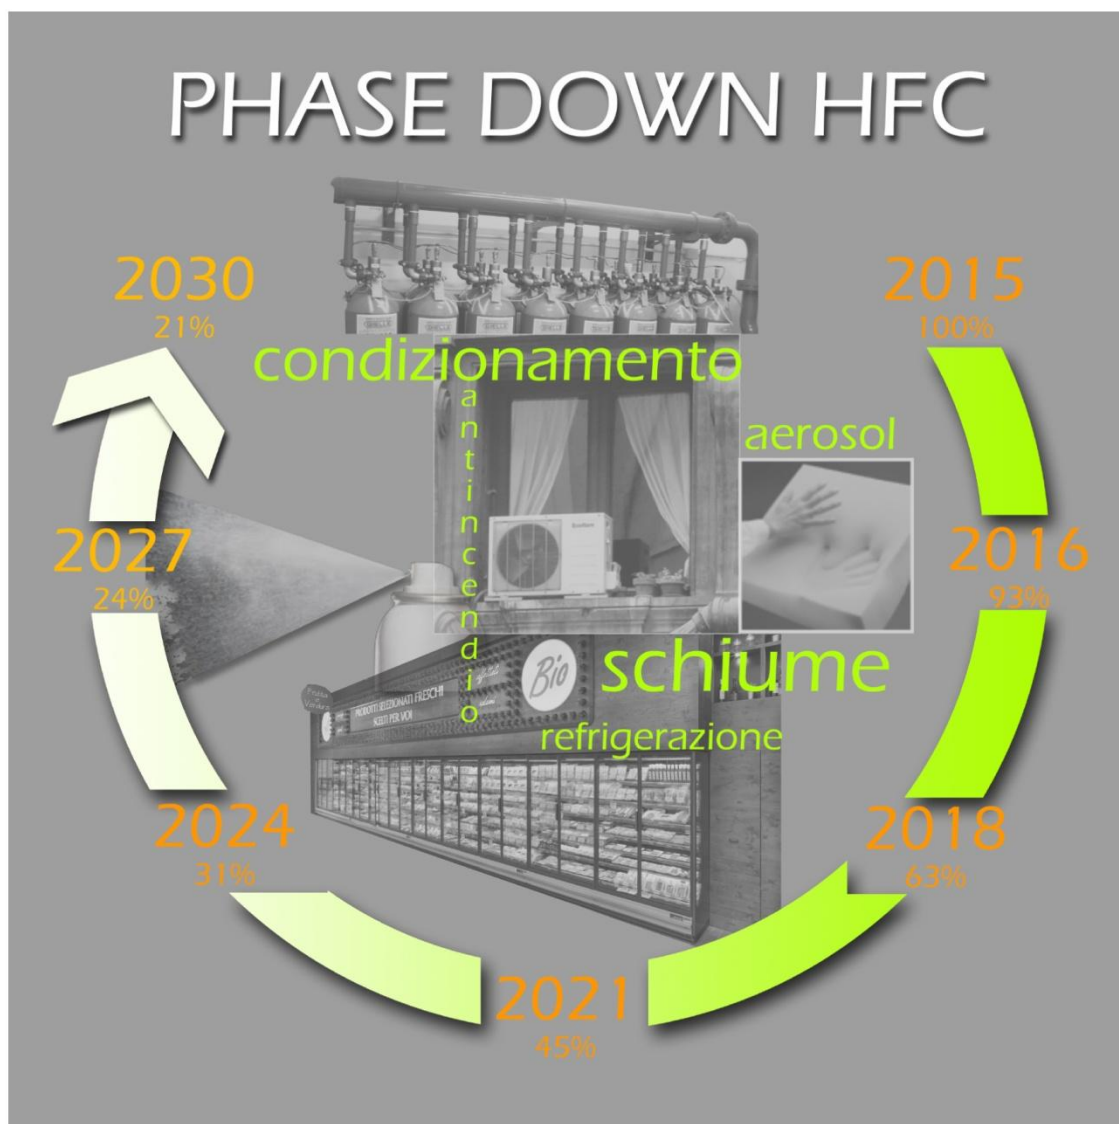 PHASE DOWN HFC
2030
21%
2015
100%
condizionamento
antincendio
aerosol
2027
24%
2016
93%
schiume
Bio
PRODOTTI SELEZIONATI FRESCHI
SCELTI PER VOI
refrigerazione
2024
31%
2018
63%
2021
45%